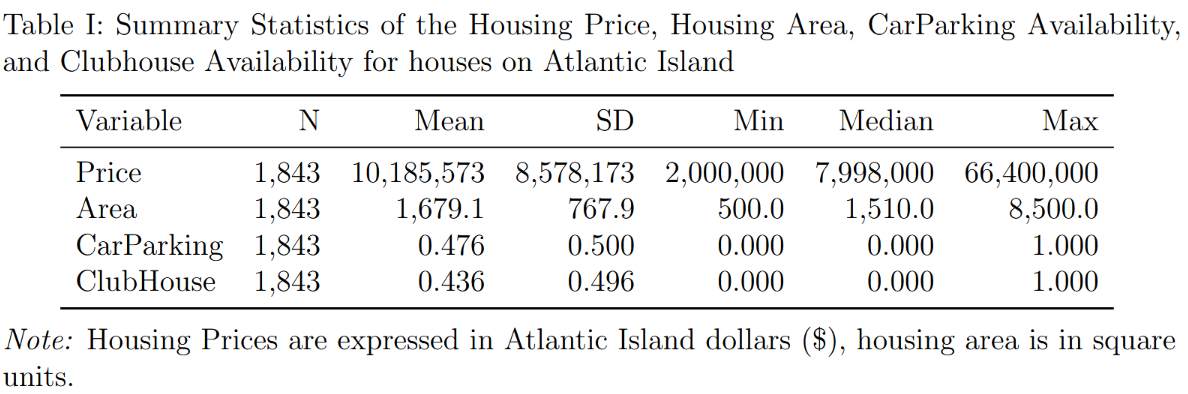 Table I: Summary Statistics of the Housing Price, Housing Area, CarParking Availability,
and Clubhouse Availability for houses on Atlantic Island
Variable N Mean SD Min Median Max
Price 1,843 10,185,573 8,578,173 2,000,000 7,998,000 66,400,000
Area 1,843 1,679.1 767.9 500.0 1,510.0 8,500.0
CarParking 1,843 0.476 0.500 0.000 0.000 1.000
ClubHouse 1,843 0.436 0.496 0.000 0.000 1.000
Note: Housing Prices are expressed in Atlantic Island dollars ($), housing area is in square
units.